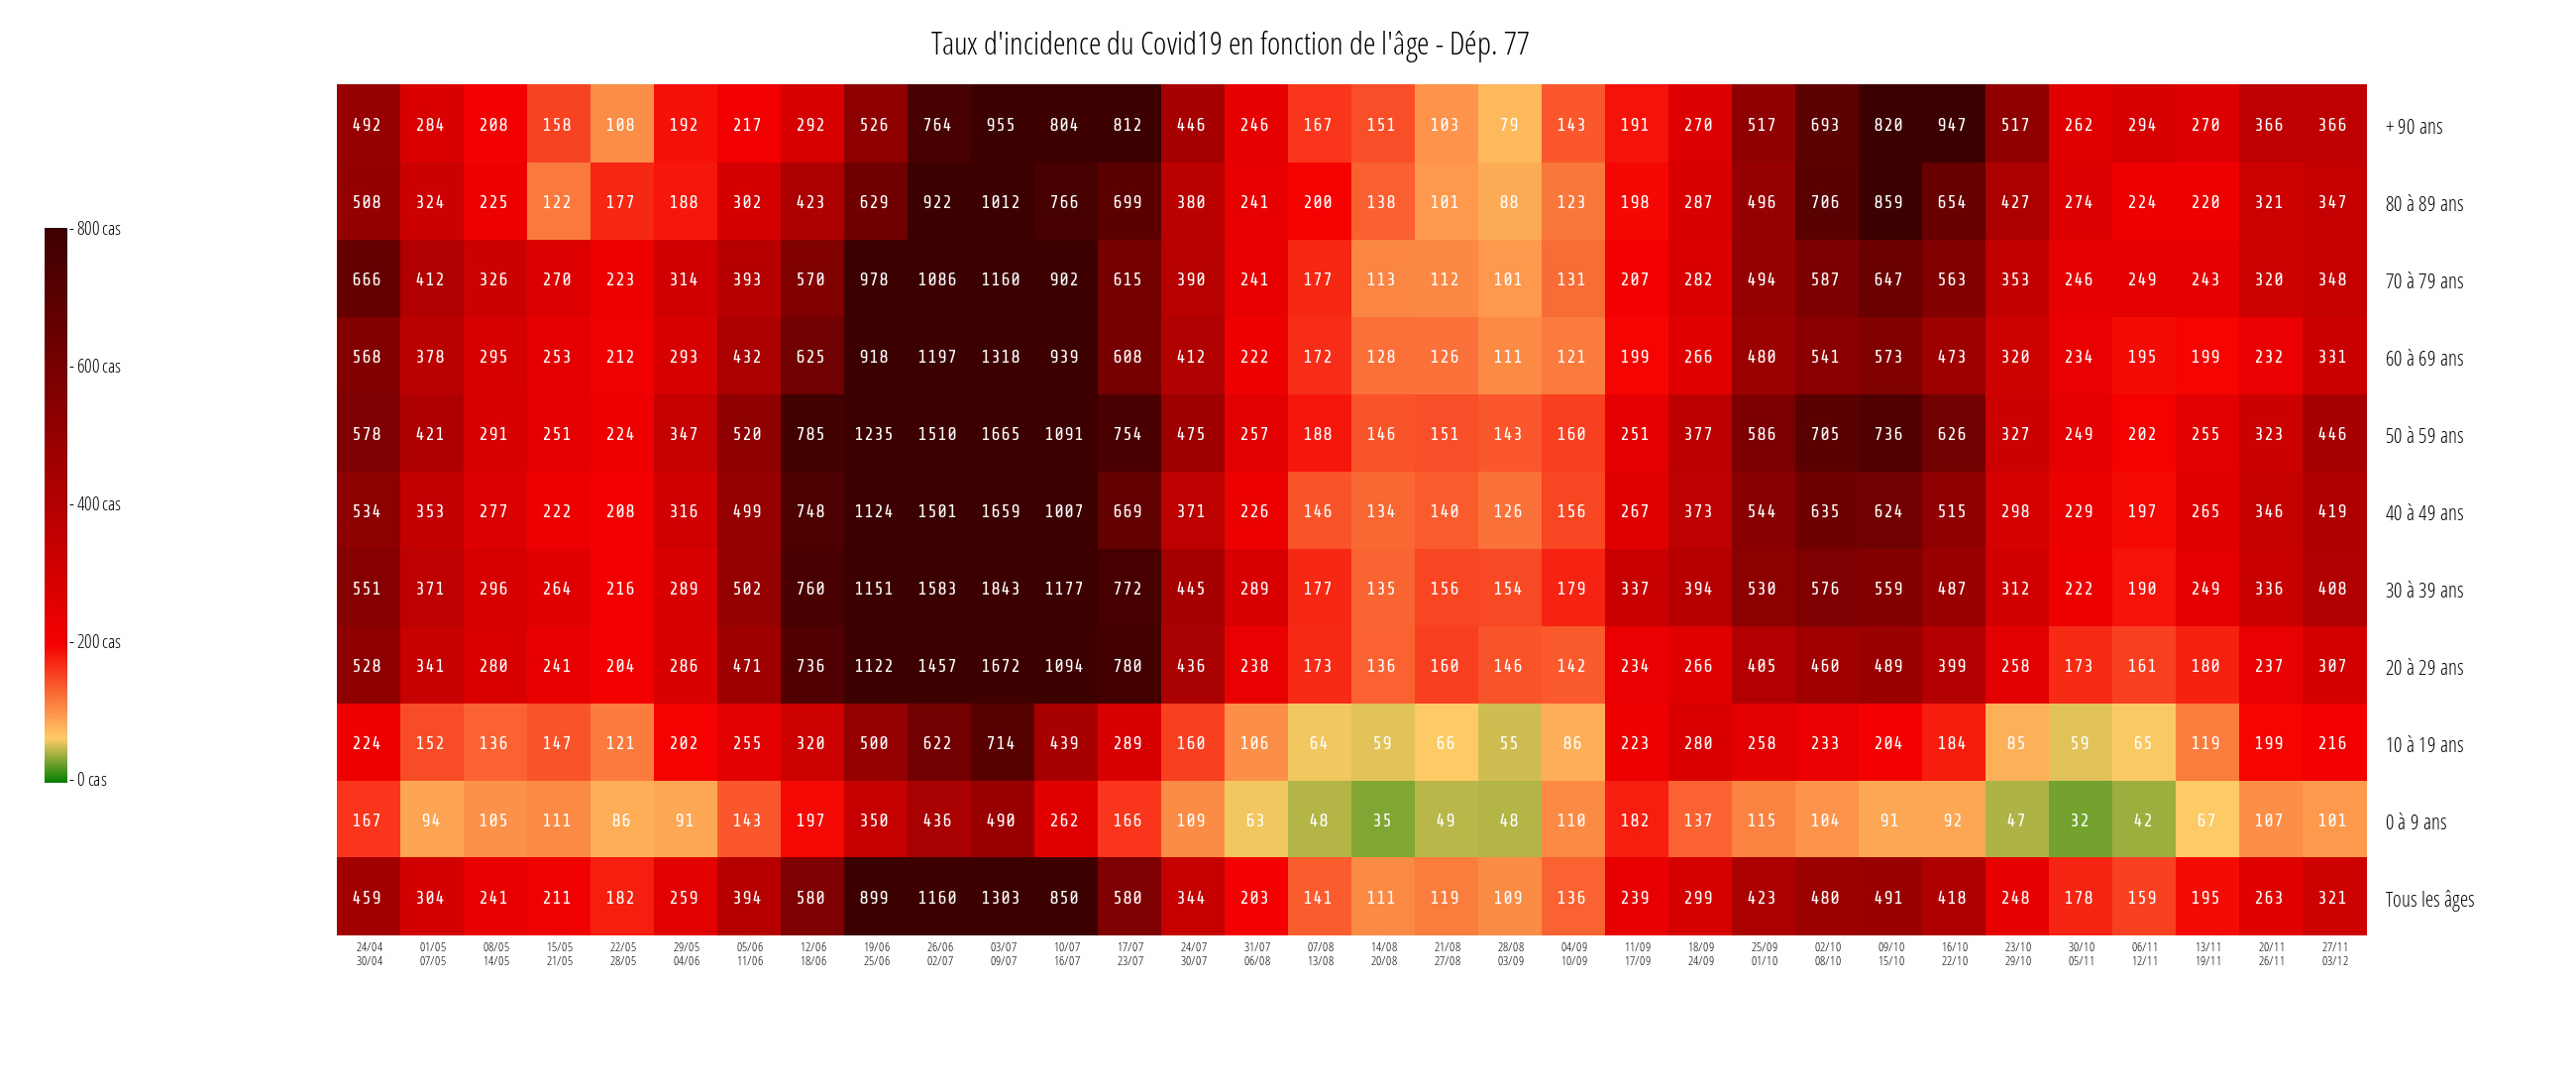 Taux d'incidence du Covid19 en fonction de l'âge - Dép. 77
492 284 208 158 108 192 217 292 526 764 955 804 812 446 246 167 151 103 79 143 191 270 517 693 820 947 517 262 294 270 366 366 + 90 ans
508 324 225 122 177 188 302 423 629 922 1012 766 699 380 241 200 138 101 88 123 198 287 496 706 859 654 427 274 224 220 321 347 80 à 89 ans
- 800 cas
666 412 326 270 223 314 393 570 978 1086 1160 902 615 390 241 177 113 112 101 131 207 282 494 587 647 563 353 246 249 243 320 348 70 à 79 ans
568 378 295 253 212 293 432 625 918 1197 1318 939 608 412 222 172 128 126 111 121 199 266 480 541 573 473 320 234 195 199 232 331 60 à 69 ans
- 600 cas
578 421 291 251 224 347 520 785 1235 1510 1665 1091 754 475 257 188 146 151 143 160 251 377 586 705 736 626 327 249 202 255 323 446 50 à 59 ans
- 400 cas
534 353 277 222 208 316 499 748 1124 1501 1659 1007 669 371 226 146 134 140 126 156 267 373 544 635 624 515 298 229 197 265 346 419 40 à 49 ans
551 371 296 264 216 289 502 760 1151 1583 1843 1177 772 445 289 177 135 156 154 179 337 394 530 576 559 487 312 222 190 249 336 408 30 à 39 ans
- 200 cas
528 341 280 241 204 286 471 736 1122 1457 1672 1094 780 436 238 173 136 160 146 142 234 266 405 460 489 399 258 173 161 180 237 307 20 à 29 ans
224 152 136 147 121 202 255 320 500 622 714 439 289 160 106 64 59 66 55 86 223 280 258 233 204 184 85 59 65 119 199 216 10 à 19 ans
- 0 cas
167 94 105 111 86 91 143 197 350 436 490 262 166 109 63 48 35 49 48 110 182 137 115 104 91 92 47 32 42 67 107 101 0 à 9 ans
459 304 241 211 182 259 394 580 899 1160 1303 850 580 344 203 141 111 119 109 136 239 299 423 480 491 418 248 178 159 195 263 321 Tous les âges
24/04 01/05 08/05 15/05 22/05 29/05 05/06 12/06 19/06 26/06 03/07 10/07 17/07 24/07 31/07 07/08 14/08 21/08 28/08 04/09 11/09 18/09 25/09 02/10 09/10 16/10 23/10 30/10 06/11 13/11 20/11 27/11
30/04 07/05 14/05 21/05 28/05 04/06 11/06 18/06 25/06 02/07 09/07 16/07 23/07 30/07 06/08 13/08 20/08 27/08 03/09 10/09 17/09 24/09 01/10 08/10 15/10 22/10 29/10 05/11 12/11 19/11 26/11 03/12